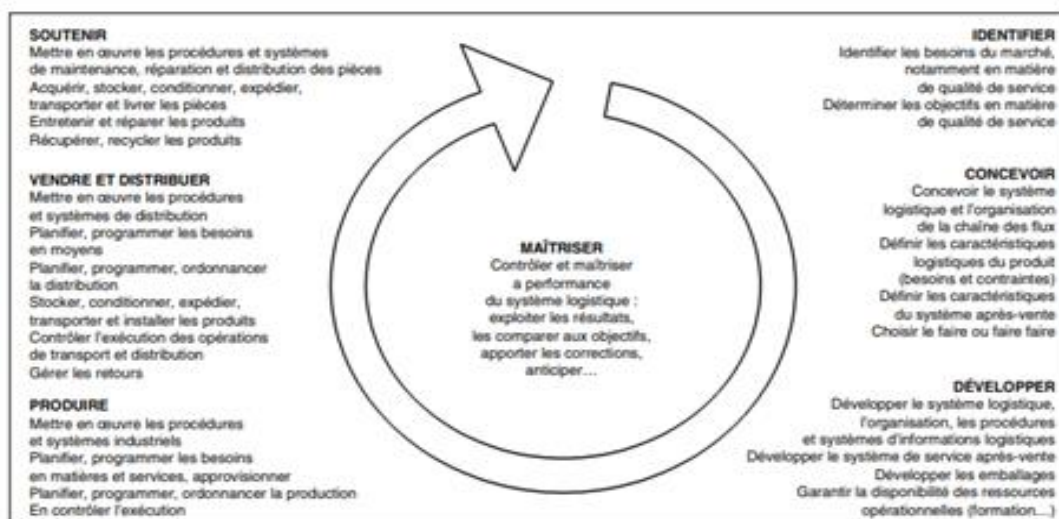 SOUTENIR
Mettre en œuvre les procédures et systèmes
de maintenance, réparation et distribution des pièces
Acquérir, stocker, conditionner, expédier,
transporter et livrer les pièces
Entretenir et réparer les produits
Récupérer, recycler les produits
VENDRE ET DISTRIBUER
Mettre en œuvre les procédures
et systèmes de distribution
Planifier, programmer les besoins
en moyens
Planifier, programmer, ordonnancer
la distribution
Stocker, conditionner, expédier,
transporter et installer les produits
Contrôler l'exécution des opérations
de transport et distribution
Gérer les retours
PRODUIRE
Mettre en œuvre les procédures
et systèmes industriels
Planifier, programmer les besoins
en matières et services, approvisionner
Planifier, programmer, ordonnancer la production
En contrôler l'exécution
MAÎTRISER
Contrôler et maîtriser
a performance
du système logistique :
exploiter les résultats,
les comparer aux objectifs,
apporter les corrections,
anticiper...
IDENTIFIER
Identifier les besoins du marché,
notamment en matière
de qualité de service
Déterminer les objectifs en matière
de qualité de service
CONCEVOIR
Concevoir le système
logistique et l'organisation
de la chaîne des flux
Définir les caractéristiques
logistiques du produit
(besoins et contraintes)
Définir les caractéristiques
du système après-vente
Choisir le faire ou faire faire
DÉVELOPPER
Développer le système logistique,
l'organisation, les procédures
et systèmes d'informations logistiques
Développer le système de service après-vente
Développer les emballages
Garantir la disponibilité des ressources
opérationnelles (formation...)